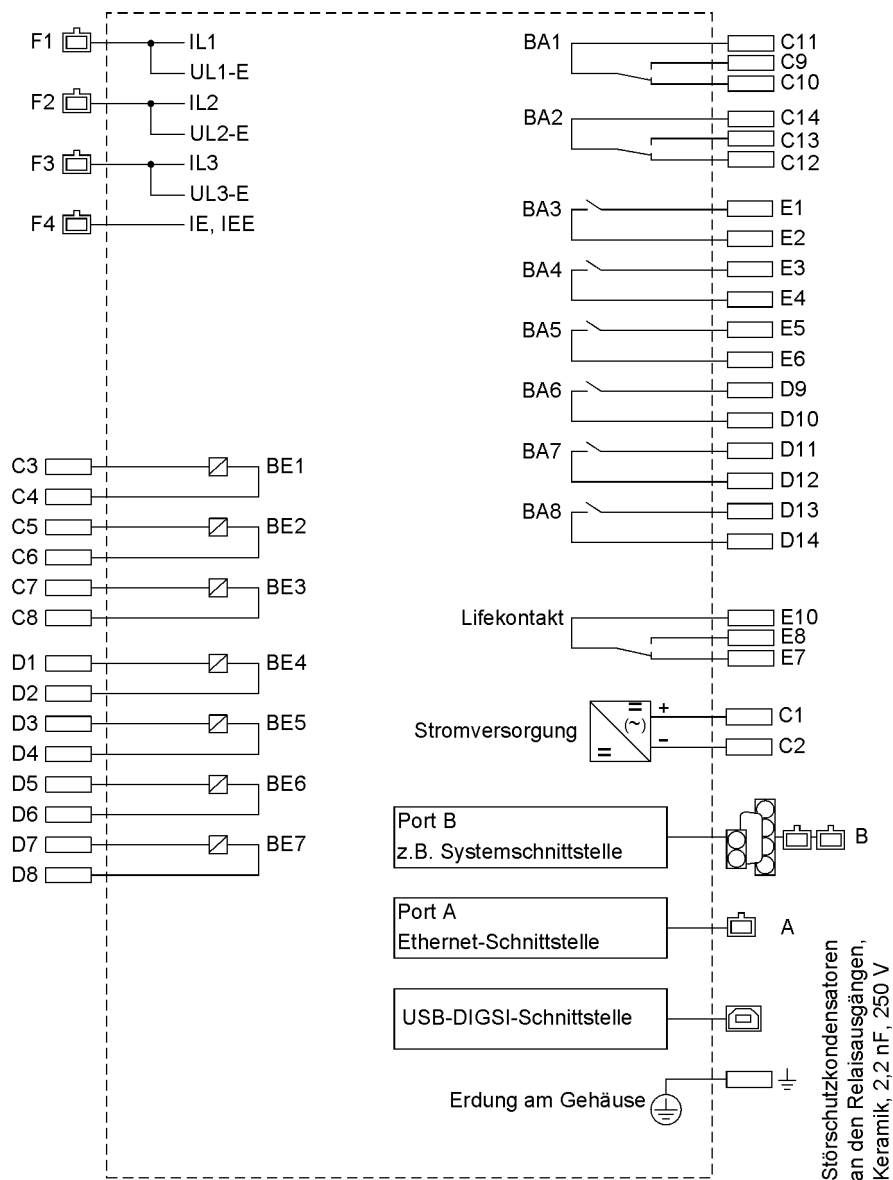 F1
IL1
UL1-E
F2
IL2
UL2-E
F3
IL3
UL3-E
F4
IE, IEE
C3
BE1
C4
C5
BE2
C6
C7
BE3
C8
D1
BE4
D2
D3
BE5
D4
D5
BE6
D6
D7
BE7
D8
BA1
C11
C9
C10
BA2
C14
C13
C12
BA3
E1
E2
BA4
E3
E4
BA5
E5
E6
BA6
D9
D10
BA7
D11
D12
BA8
D13
D14
Lifekontakt
E10
E8
E7
Stromversorgung
=
(~)
=
+
C1
-
C2
Port B
z.B. Systemschnittstelle
B
Port A
Ethernet-Schnittstelle
A
USB-DIGSI-Schnittstelle
Erdung am Gehäuse
Störschutzkondensatoren
an den Relaisausgängen,
Keramik, 2,2 nF, 250 V